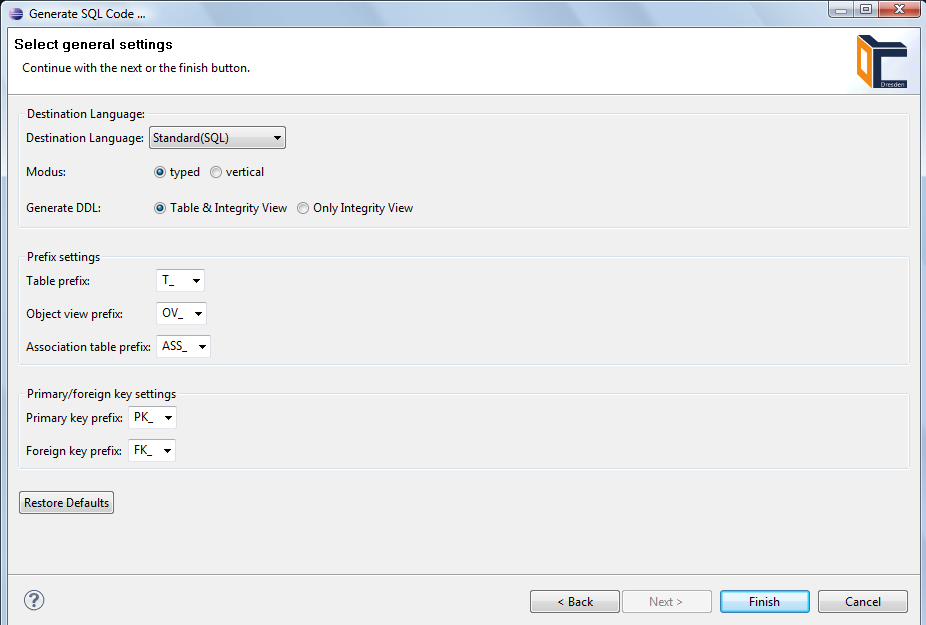 Generate SQL Code ...
Select general settings
Continue with the next or the finish button.
Dresden
Destination Language:
Destination Language: Standard(SQL)
Modus: typed vertical
Generate DDL: Table & Integrity View Only Integrity View
Prefix settings
Table prefix: T_
Object view prefix: OV_
Association table prefix: ASS_
Primary/foreign key settings
Primary key prefix: PK_
Foreign key prefix: FK_
Restore Defaults
? < Back Next > Finish Cancel